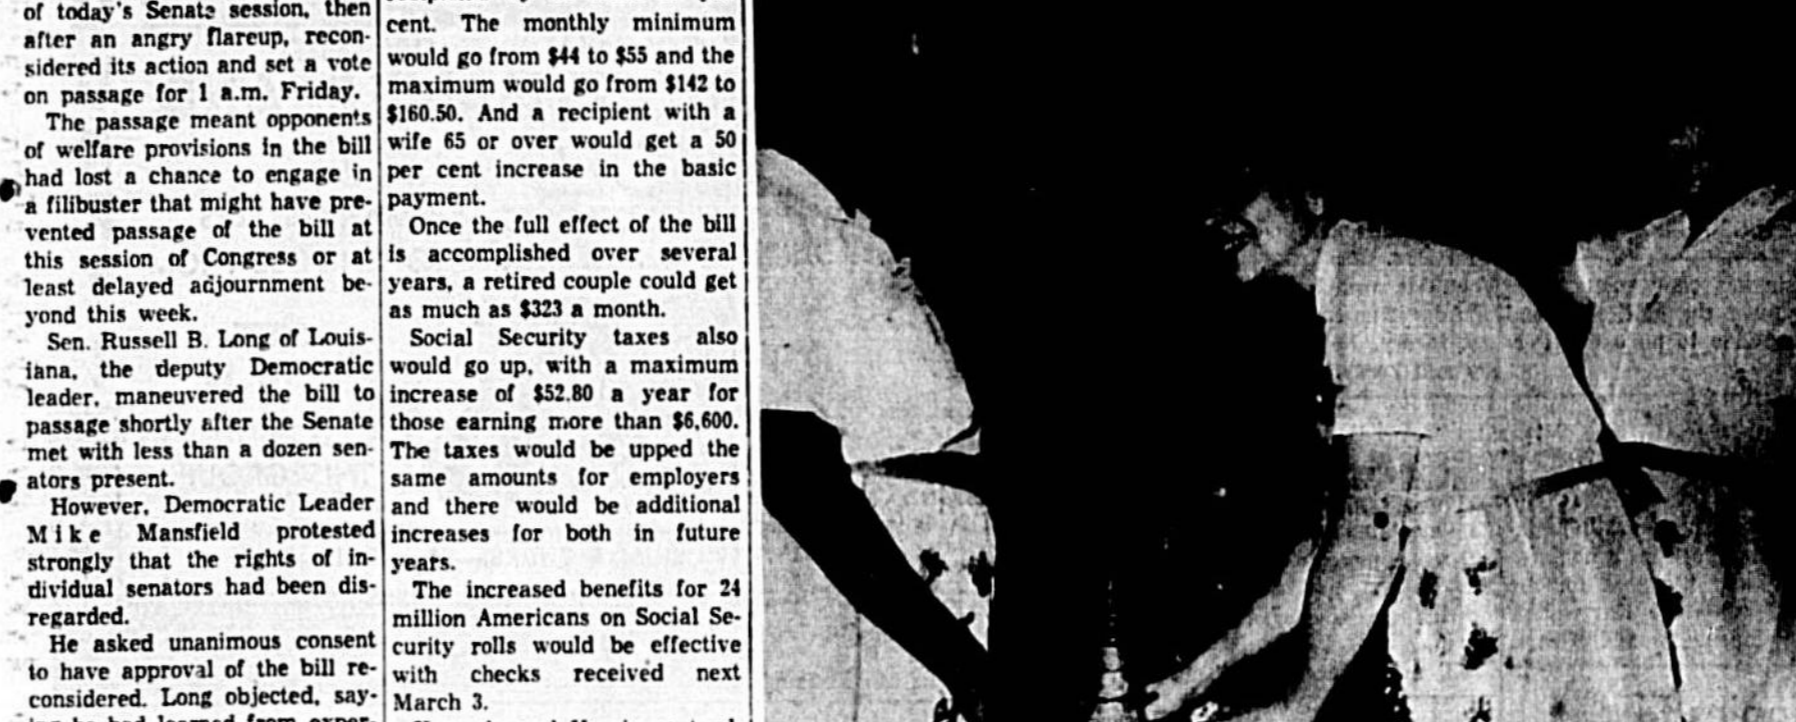 of today's Senate session, then
after an angry flareup, recon-
sidered its action and set a vote
on passage for 1 a.m. Friday.
The passage meant opponents
of welfare provisions in the bill
had lost a chance to engage in
a filibuster that might have pre-
vented passage of the bill at
this session of Congress or at
least delayed adjournment be-
yond this week.
Sen. Russell B. Long of Louis-
iana, the deputy Democratic
leader, maneuvered the bill to
passage shortly after the Senate
met with less than a dozen sen-
ators present.
However, Democratic Leader
Mike Mansfield protested
strongly that the rights of in-
dividual senators had been dis-
regarded.
He asked unanimous consent
to have approval of the bill re-
considered. Long objected, say-
ing he had learned from exper-
cent. The monthly minimum
would go from $44 to $55 and the
maximum would go from $142 to
$160.50. And a recipient with a
wife 65 or over would get a 50
per cent increase in the basic
payment.
Once the full effect of the bill
is accomplished over several
years, a retired couple could get
as much as $323 a month.
Social Security taxes also
would go up, with a maximum
increase of $52.80 a year for
those earning more than $6,600.
The taxes would be upped the
same amounts for employers
and there would be additional
increases for both in future
years.
The increased benefits for 24
million Americans on Social Se-
curity rolls would be effective
with checks received next
March 3.